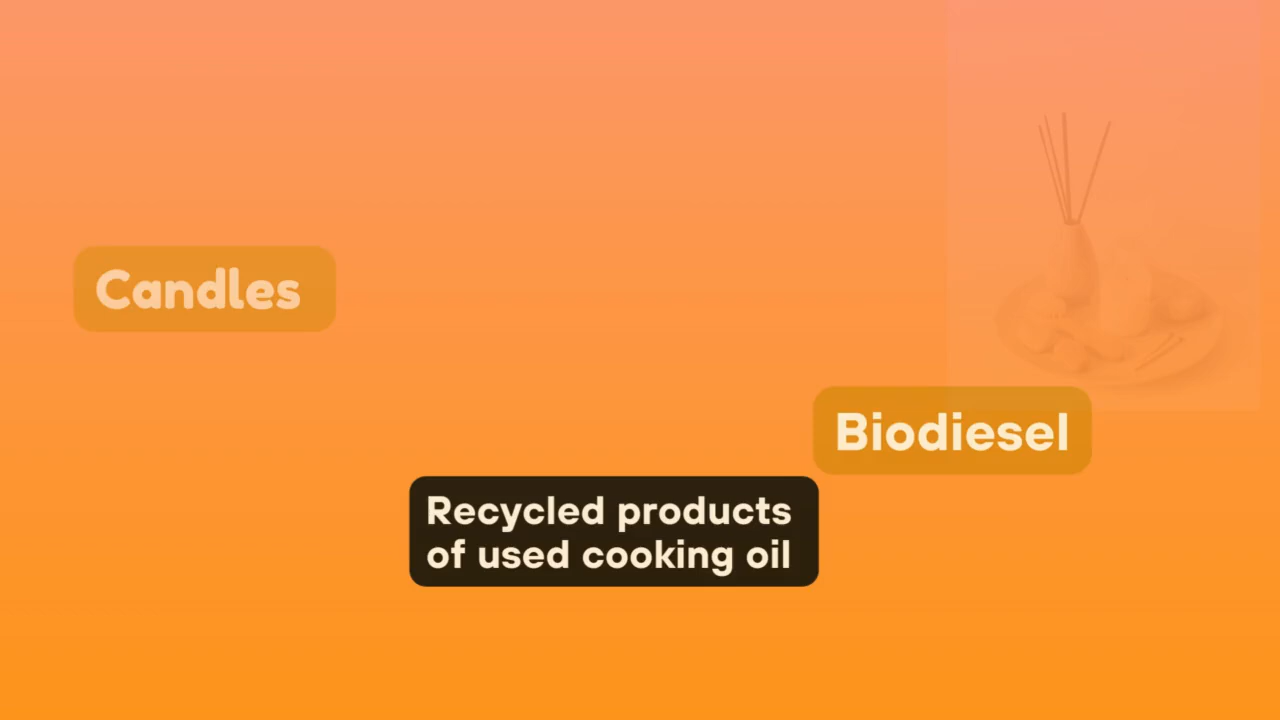 Candles
Biodiesel
Recycled products
of used cooking oil